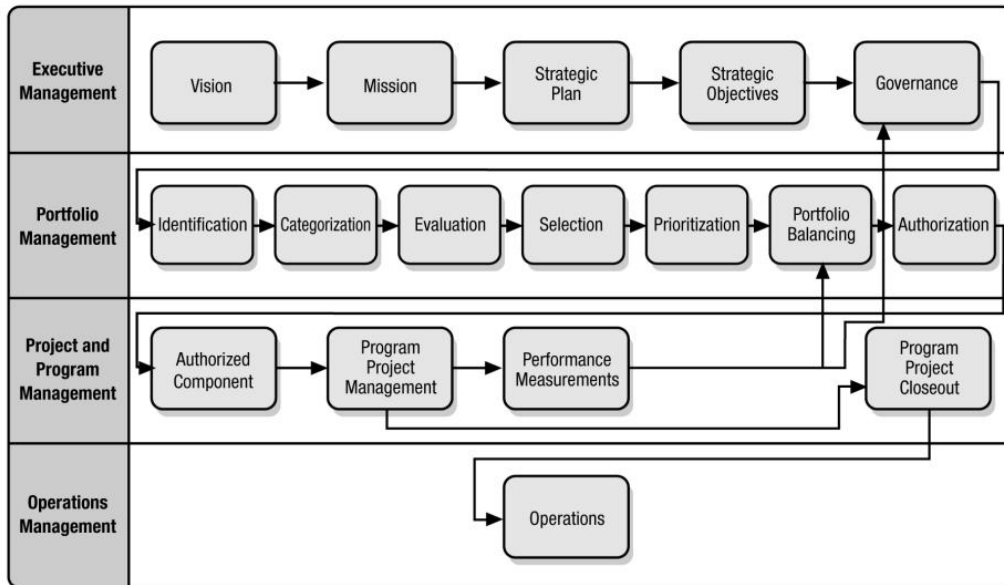 Executive
Management
Vision
Mission
Strategic
Plan
Strategic
Objectives
Governance
Portfolio
Management
Identification
Categorization
Evaluation
Selection
Prioritization
Portfolio
Balancing
Authorization
Project and
Program
Management
Authorized
Component
Program
Project
Management
Performance
Measurements
Program
Project
Closeout
Operations
Management
Operations